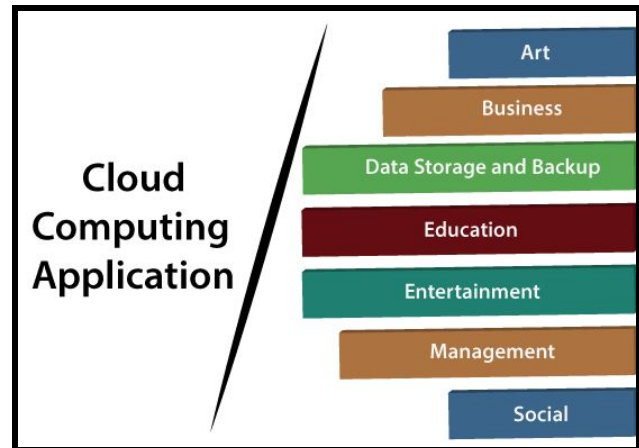 Cloud
Computing
Application
Art
Business
Data Storage and Backup
Education
Entertainment
Management
Social